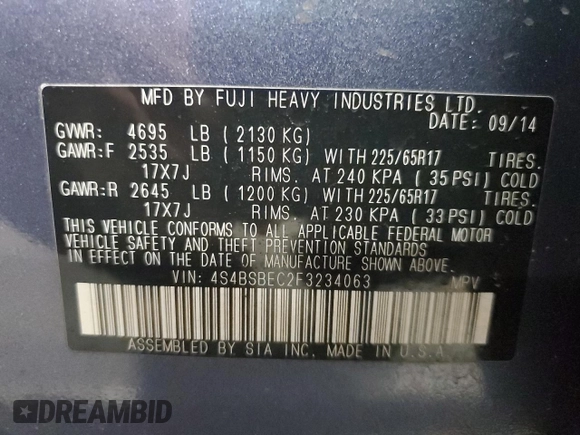 MFD BY FUJI HEAVY INDUSTRIES LTD.
DATE: 09/14
GVWR: 4695 LB ( 2130 KG)
GAWR:F 2535 LB ( 1150 KG) WITH 225/65R17 TIRES.
17X7J RIMS. AT 240 KPA ( 35 PSI) COLD
GAWR:R 2645 LB ( 1200 KG) WITH 225/65R17 TIRES.
17X7J RIMS. AT 230 KPA ( 33 PSI) COLD
THIS VEHICLE CONFORMS TO ALL APPLICABLE FEDERAL MOTOR
VEHICLE SAFETY AND THEFT PREVENTION STANDARDS
IN EFFECT ON THE DATE OF MANUFACTURE SHOWN ABOVE.
VIN: 4S4BSBEC2F3234063 MPV
ASSEMBLED BY SIA INC, MADE IN U.S.A.
DREAMBID